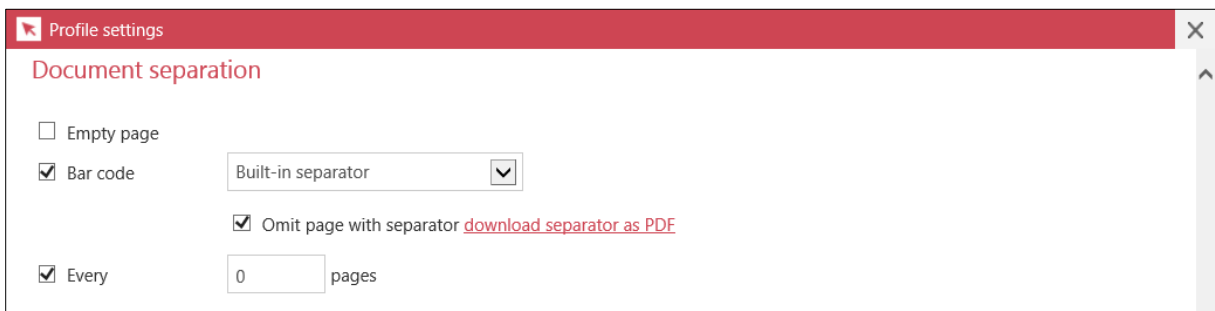 Profile settings
Document separation
Empty page
Bar code Built-in separator
Omit page with separator download separator as PDF
Every 0 pages